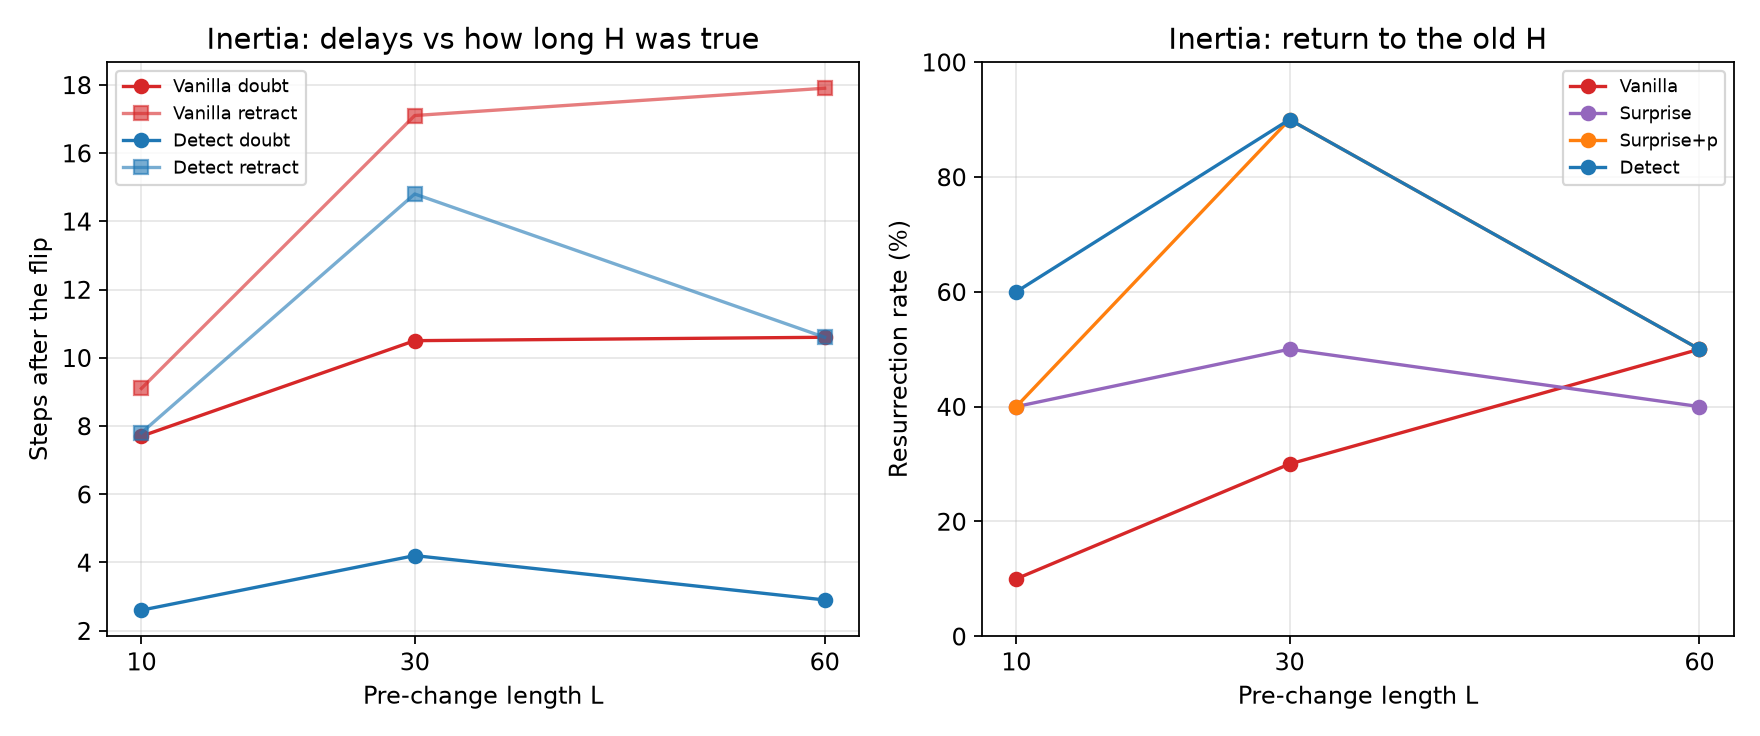 Inertia: delays vs how long H was true
Vanilla doubt
Vanilla retract
Detect doubt
Detect retract
18
16
14
12
10
8
6
4
2
Steps after the flip
10
30
60
Pre-change length L
Inertia: return to the old H
Vanilla
Surprise
Surprise+p
Detect
100
80
60
40
20
0
Resurrection rate (%)
10
30
60
Pre-change length L